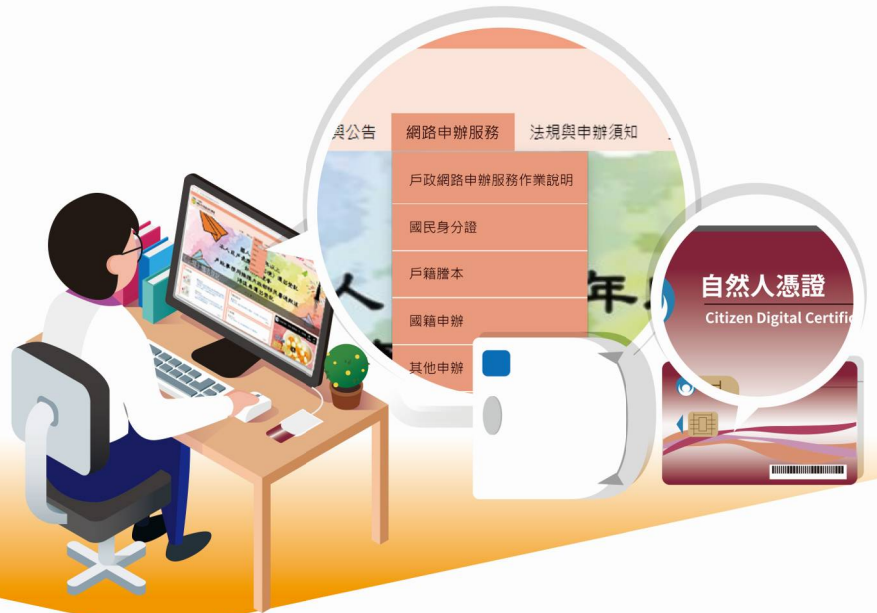 與公告 網路申辦服務 法規與申辦須知
戶政網路申辦服務作業說明
國民身分證
戶籍謄本
國籍申辦
其他申辦
人
年
自然人憑證
Citizen Digital Certific